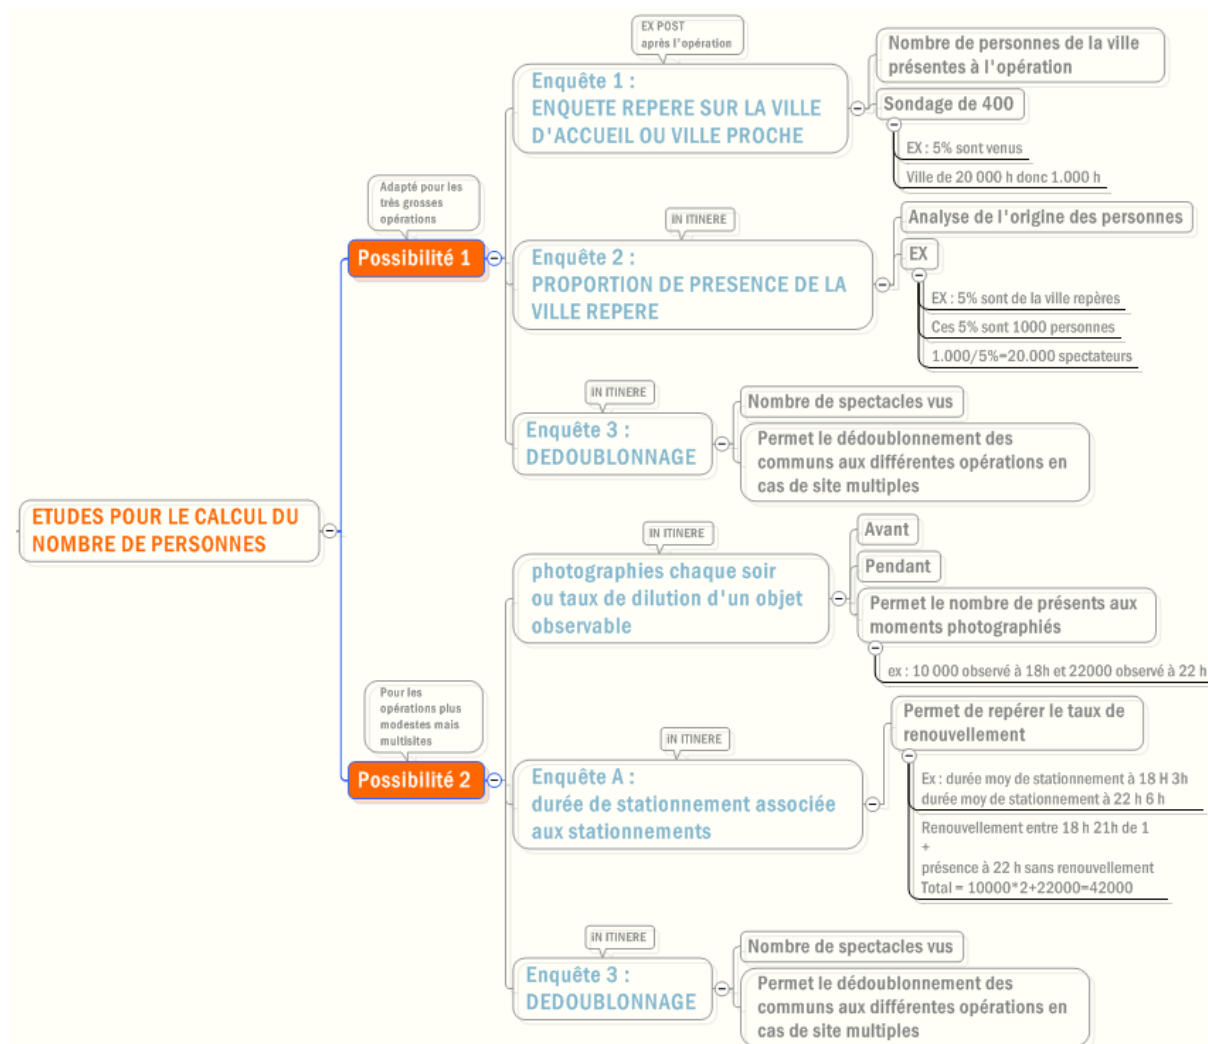 ETUDES POUR LE CALCUL DU
NOMBRE DE PERSONNES
Adapté pour les
très grosses
opérations
Possibilité 1
EX POST
après l'opération
Enquête 1 :
ENQUETE REPERE SUR LA VILLE
D'ACCUEIL OU VILLE PROCHE
Nombre de personnes de la ville
présentes à l'opération
Sondage de 400
EX : 5% sont venus
Ville de 20 000 h donc 1.000 h
IN ITINERE
Enquête 2 :
PROPORTION DE PRESENCE DE LA
VILLE REPERE
Analyse de l'origine des personnes
EX
EX : 5% sont de la ville repères
Ces 5% sont 1000 personnes
1.000/5%=20.000 spectateurs
iN ITINERE
Enquête 3 :
DEDOUBLONNAGE
Nombre de spectacles vus
Permet le dédoublonnement des
communs aux différentes opérations en
cas de site multiples
Pour les
opérations plus
modestes mais
multisites
Possibilité 2
IN ITINERE
photographies chaque soir
ou taux de dilution d'un objet
observable
Avant
Pendant
Permet le nombre de présents aux
moments photographiés
ex : 10 000 observé à 18h et 22000 observé à 22 h
iN ITINERE
Enquête A :
durée de stationnement associée
aux stationnements
Permet de repérer le taux de
renouvellement
Ex : durée moy de stationnement à 18 H 3h
durée moy de stationnement à 22 h 6 h
Renouvellement entre 18 h 21h de 1
+
présence à 22 h sans renouvellement
Total = 10000*2+22000=42000
iN ITINERE
Enquête 3 :
DEDOUBLONNAGE
Nombre de spectacles vus
Permet le dédoublonnement des
communs aux différentes opérations en
cas de site multiples